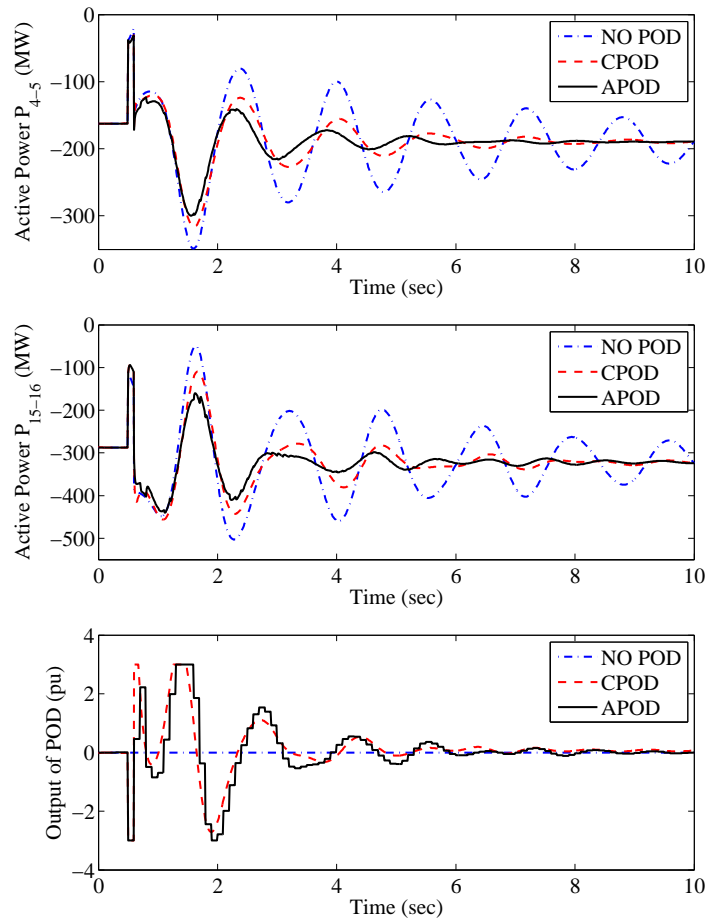 Active Power P4–5 (MW)
0
−100
−200
−300
NO POD
CPOD
APOD
0 2 4 6 8 10
Time (sec)
Active Power P15–16 (MW)
0
−100
−200
−300
−400
−500
NO POD
CPOD
APOD
0 2 4 6 8 10
Time (sec)
Output of POD (pu)
4
2
0
−2
−4
NO POD
CPOD
APOD
0 2 4 6 8 10
Time (sec)